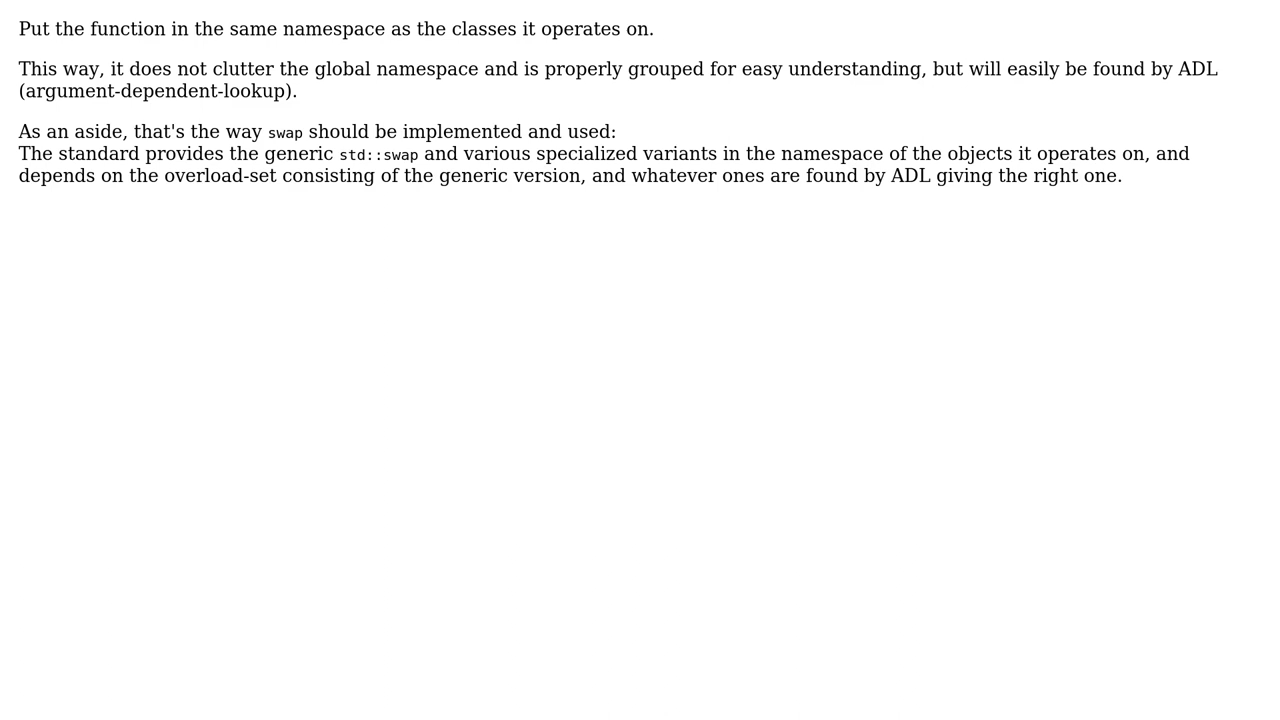 Put the function in the same namespace as the classes it operates on.
This way, it does not clutter the global namespace and is properly grouped for easy understanding, but will easily be found by ADL
(argument-dependent-lookup).
As an aside, that's the way swap should be implemented and used:
The standard provides the generic std::swap and various specialized variants in the namespace of the objects it operates on, and
depends on the overload-set consisting of the generic version, and whatever ones are found by ADL giving the right one.